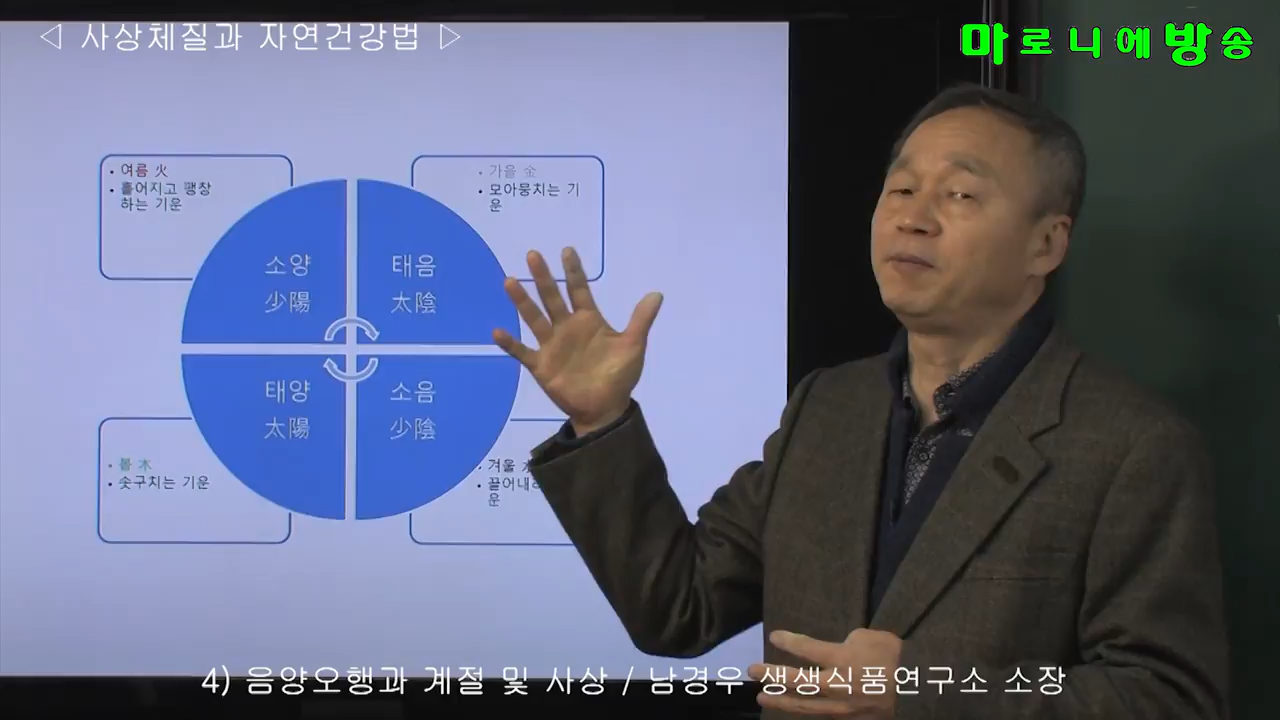 ◁ 사상체질과 자연건강법 ▷
마로니에방송
• 여름 火
• 흩어지고 팽창
하는 기운
• 가을 金
• 모아뭉치는 기
운
소양
少陽
태음
太陰
태양
太陽
소음
少陰
• 봄 木
• 솟구치는 기운
• 겨울
• 끌어내
운
4) 음양오행과 계절 및 사상 / 남경우 생생식품연구소 소장